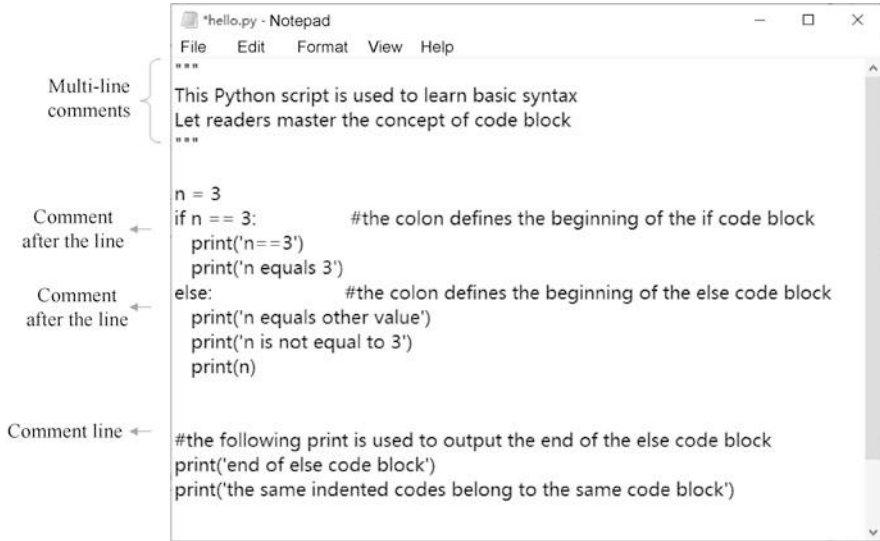 *hello.py - Notepad
File Edit Format View Help
"""
Multi-line comments
This Python script is used to learn basic syntax
Let readers master the concept of code block
"""
n = 3
Comment after the line
if n == 3: #the colon defines the beginning of the if code block
print('n==3')
print('n equals 3')
Comment after the line
else: #the colon defines the beginning of the else code block
print('n equals other value')
print('n is not equal to 3')
print(n)
Comment line
#the following print is used to output the end of the else code block
print('end of else code block')
print('the same indented codes belong to the same code block')